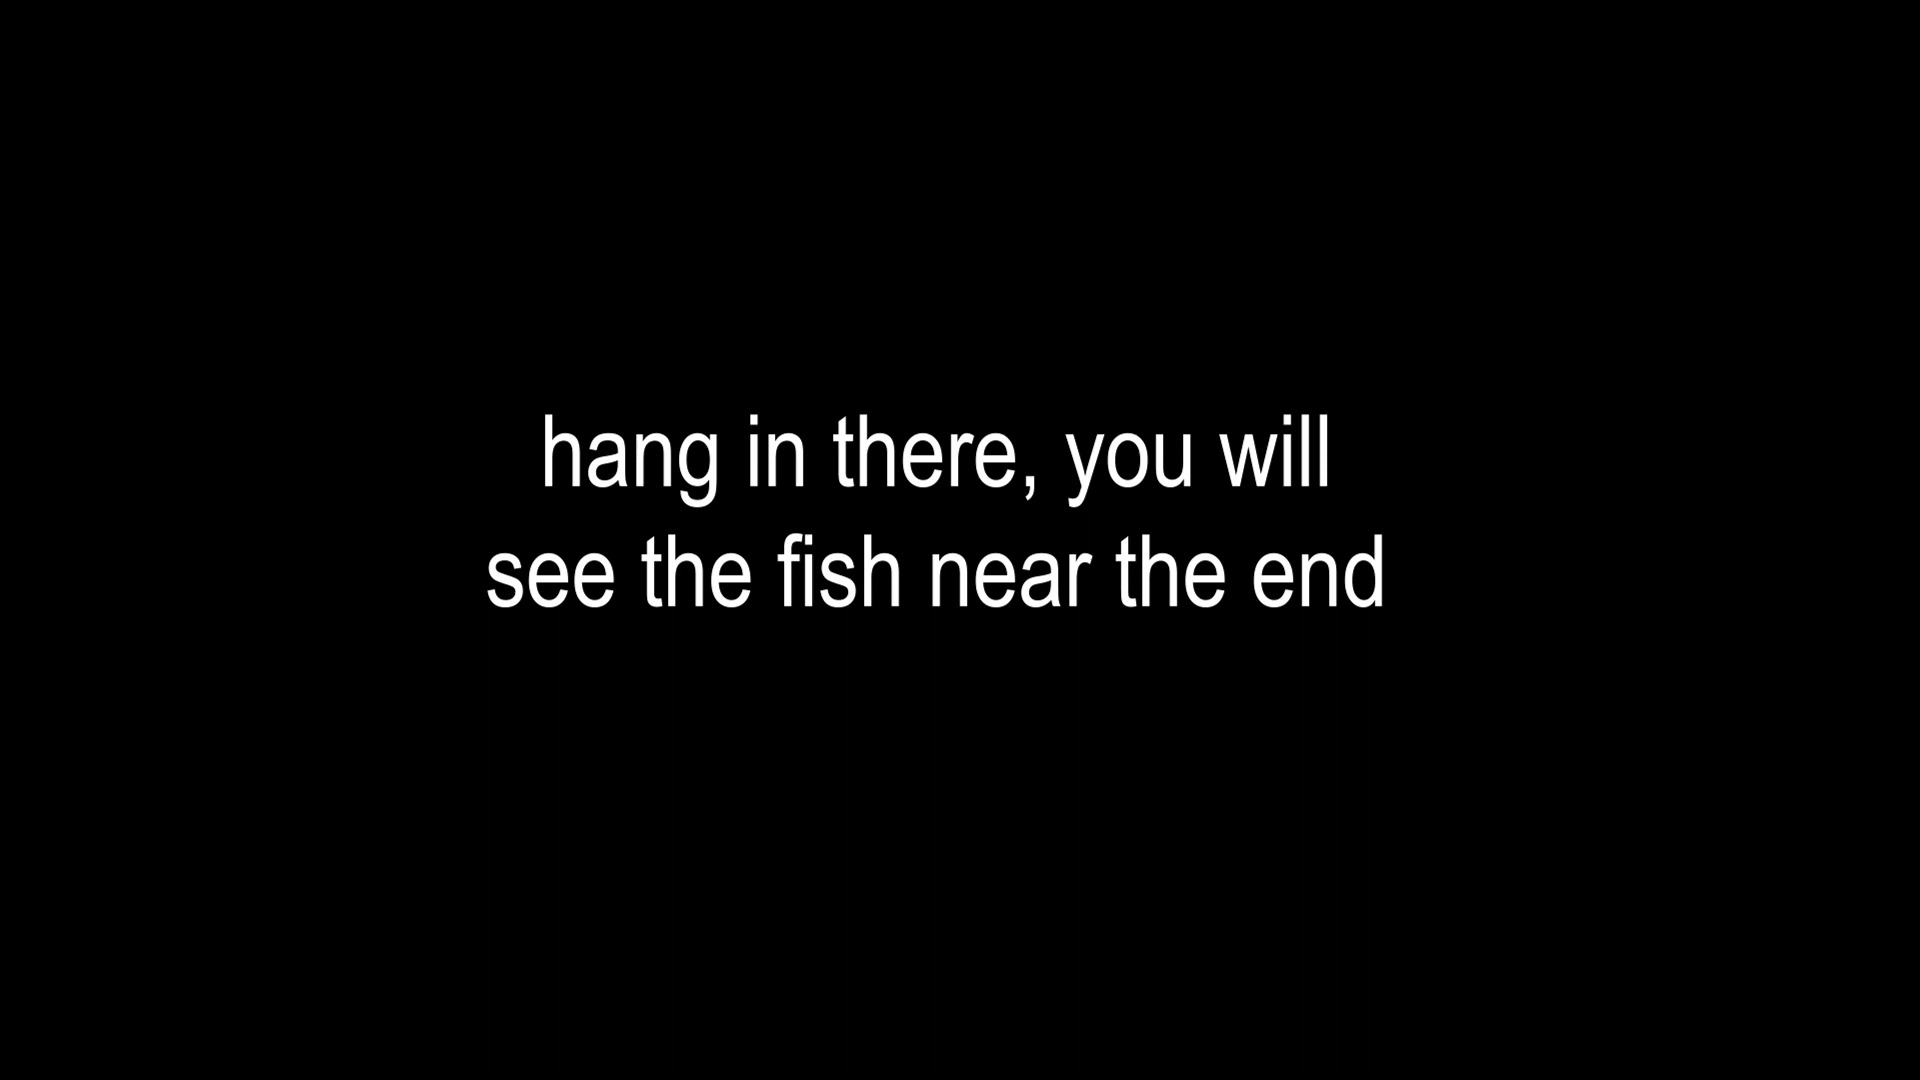 hang in there, you will
see the fish near the end